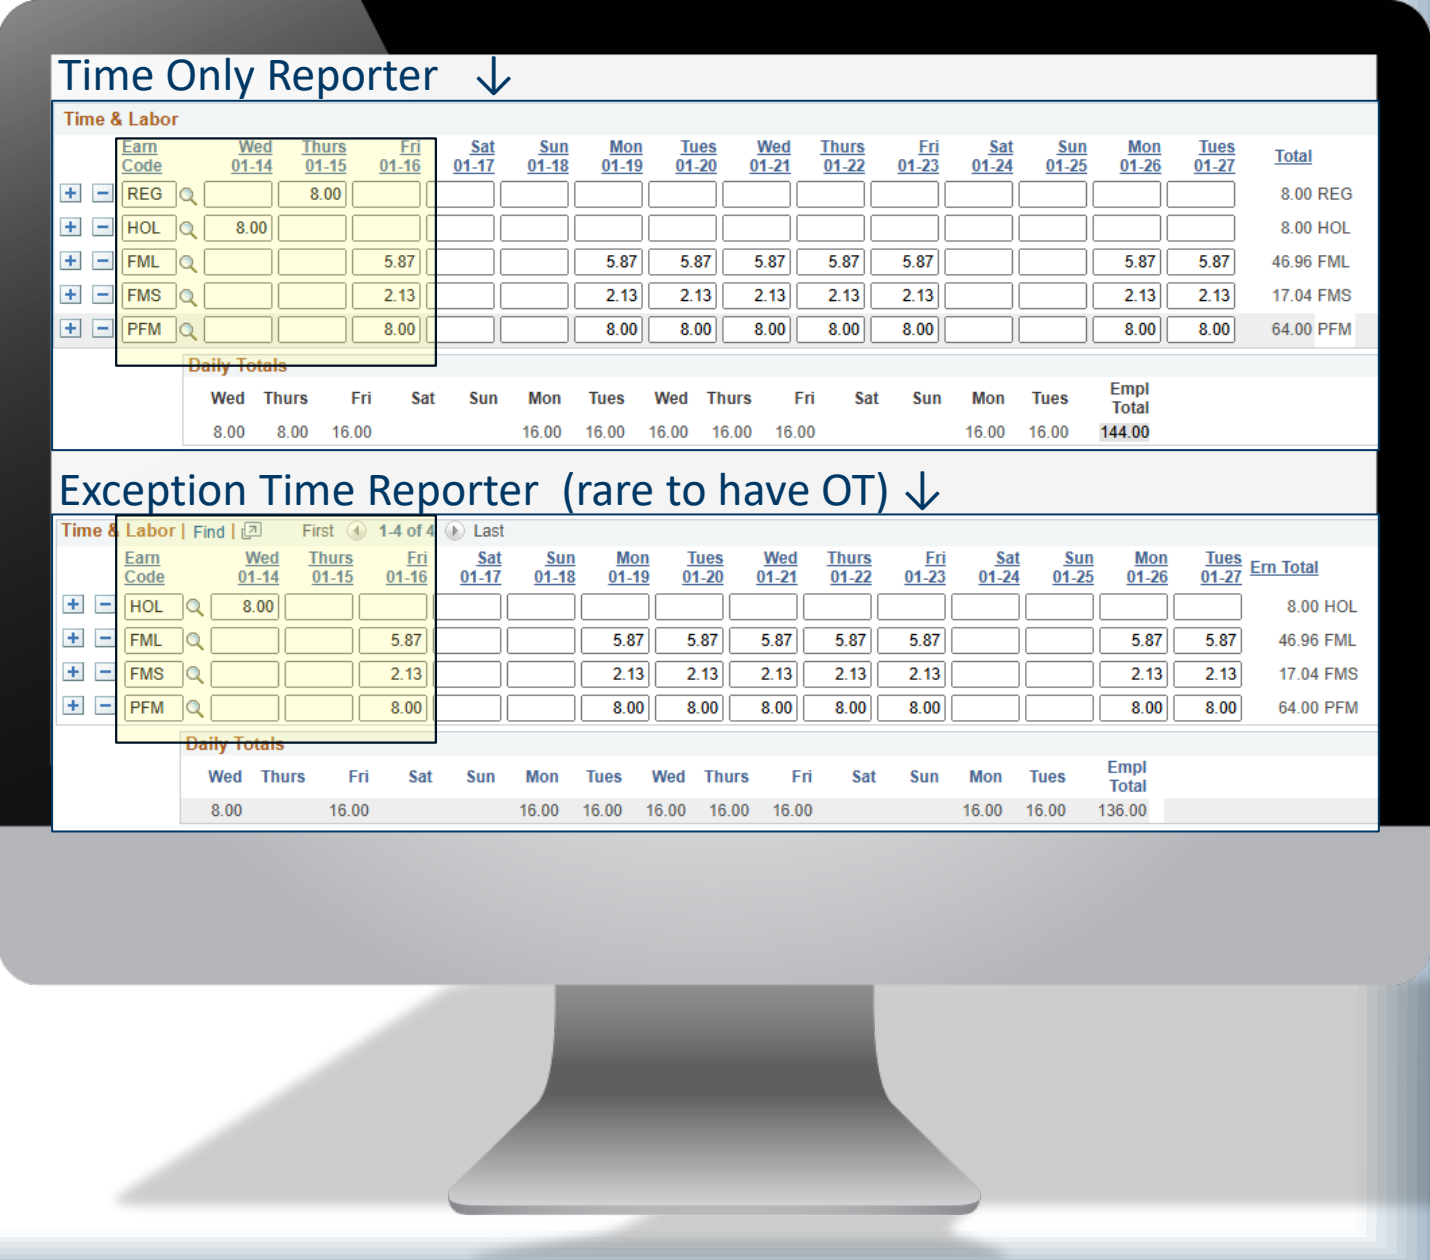 Time Only Reporter ↓
Time & Labor
Earn Code Wed 01-14 Thurs 01-15 Fri 01-16 Sat 01-17 Sun 01-18 Mon 01-19 Tues 01-20 Wed 01-21 Thurs 01-22 Fri 01-23 Sat 01-24 Sun 01-25 Mon 01-26 Tues 01-27 Total
REG 8.00 8.00 REG
HOL 8.00 8.00 HOL
FML 5.87 5.87 5.87 5.87 5.87 5.87 5.87 5.87 46.96 FML
FMS 2.13 2.13 2.13 2.13 2.13 2.13 2.13 2.13 17.04 FMS
PFM 8.00 8.00 8.00 8.00 8.00 8.00 8.00 8.00 64.00 PFM
Daily Totals
Wed Thurs Fri Sat Sun Mon Tues Wed Thurs Fri Sat Sun Mon Tues Empl Total
8.00 8.00 16.00 16.00 16.00 16.00 16.00 16.00 16.00 16.00 144.00
Exception Time Reporter (rare to have OT) ↓
Time & Labor | Find | First 1-4 of 4 Last
Earn Code Wed 01-14 Thurs 01-15 Fri 01-16 Sat 01-17 Sun 01-18 Mon 01-19 Tues 01-20 Wed 01-21 Thurs 01-22 Fri 01-23 Sat 01-24 Sun 01-25 Mon 01-26 Tues 01-27 Ern Total
HOL 8.00 8.00 HOL
FML 5.87 5.87 5.87 5.87 5.87 5.87 5.87 5.87 46.96 FML
FMS 2.13 2.13 2.13 2.13 2.13 2.13 2.13 2.13 17.04 FMS
PFM 8.00 8.00 8.00 8.00 8.00 8.00 8.00 8.00 64.00 PFM
Daily Totals
Wed Thurs Fri Sat Sun Mon Tues Wed Thurs Fri Sat Sun Mon Tues Empl Total
8.00 16.00 16.00 16.00 16.00 16.00 16.00 16.00 16.00 136.00